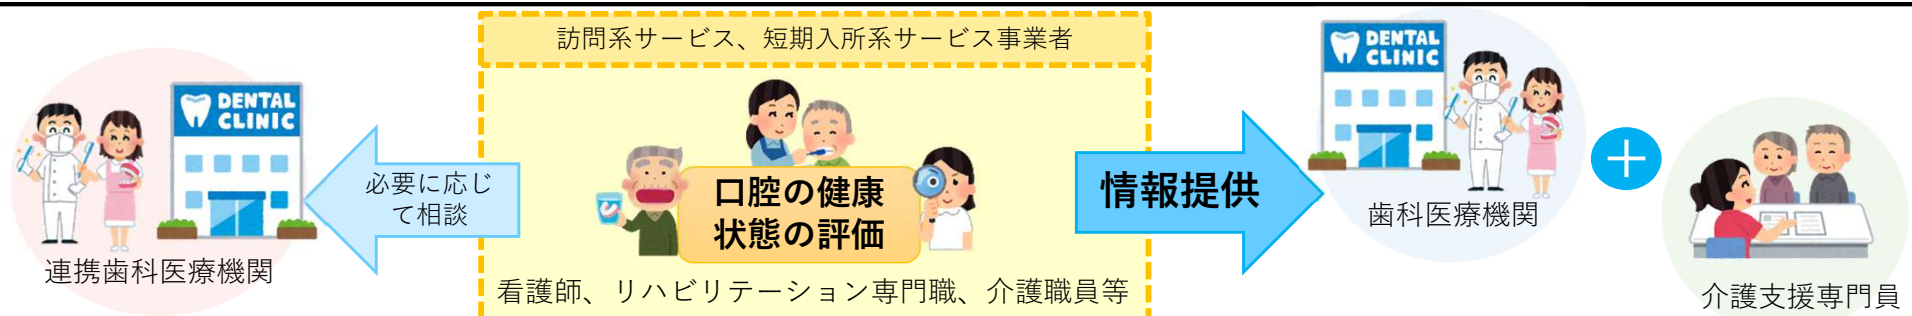 訪問系サービス、短期入所系サービス事業者
DENTAL
CLINIC
連携歯科医療機関
必要に応じ
て相談
口腔の健康
状態の評価
看護師、リハビリテーション専門職、介護職員等
情報提供
DENTAL
CLINIC
歯科医療機関
+
介護支援専門員